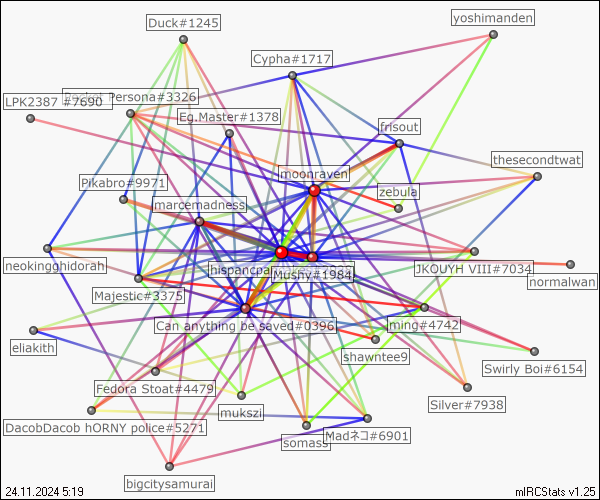 Duck#1245
yoshimanden
Cypha#1717
Persona#3326
LPK2387 #7690
Eg.Master#1378
frisout
thesecondtwat
moonraven
Pikabro#9971
zebula
marcemadness
neokingghidorah
hispancpa
Mushy#1984
JKQUYH VIII#7034
normalwan
Majestic#3375
Can anything be saved#0396
ming#4742
eliakith
shawntee9
Swirly Boi#6154
Fedora Stoat#4479
Silver#7938
mukszi
DacobDacob hORNY police#5271
somass
Madネコ#6901
bigcitysamurai
24.11.2024 5:19
mIRCStats v1.25